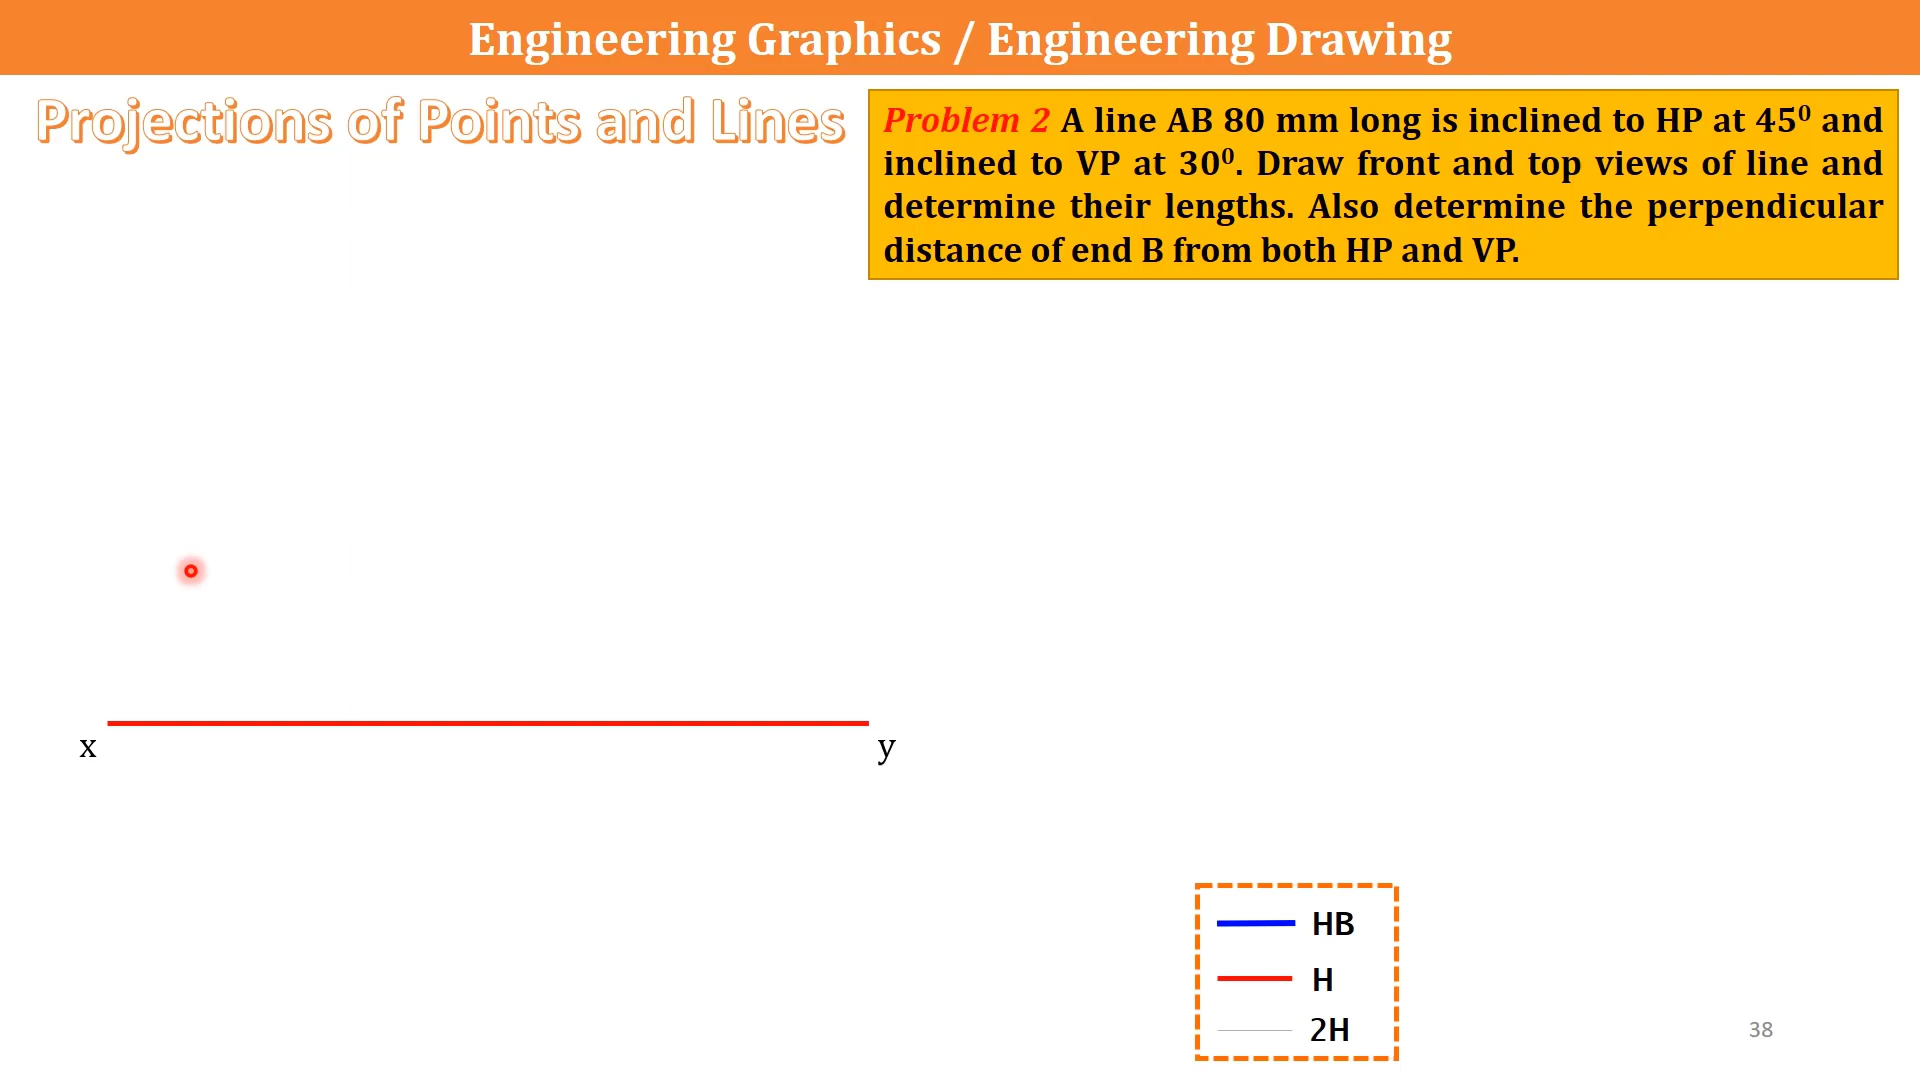 Engineering Graphics / Engineering Drawing
Projections of Points and Lines
Problem 2 A line AB 80 mm long is inclined to HP at 45⁰ and
inclined to VP at 30⁰. Draw front and top views of line and
determine their lengths. Also determine the perpendicular
distance of end B from both HP and VP.
x
y
HB
H
2H
38